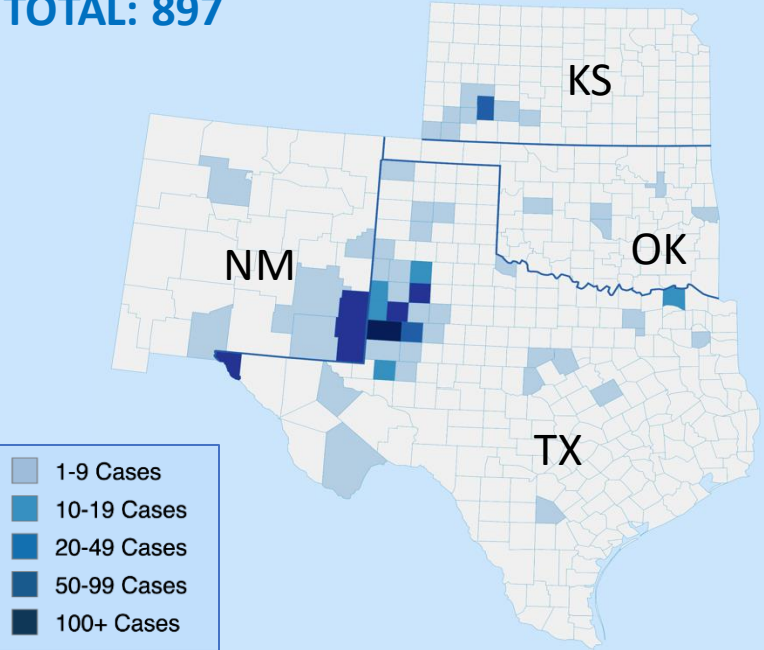 TOTAL: 897
KS
NM
OK
TX
1-9 Cases
10-19 Cases
20-49 Cases
50-99 Cases
100+ Cases